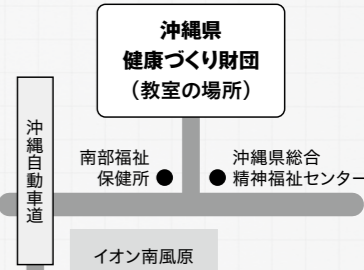 沖縄県
健康づくり財団
（教室の場所）
沖縄自動車道
南部福祉
保健所
沖縄県総合
精神福祉センター
イオン南風原